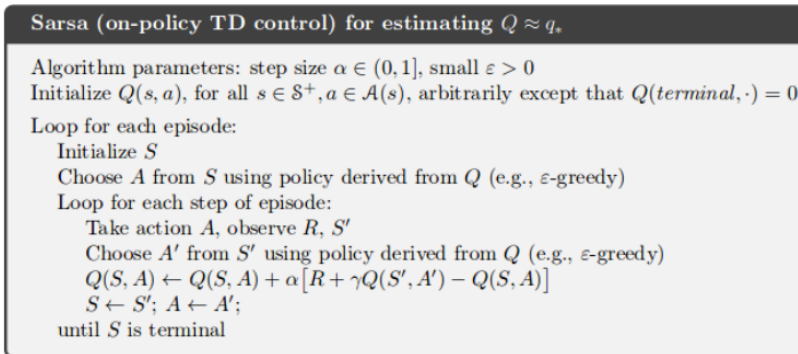 Sarsa (on-policy TD control) for estimating Q ≈ q*
Algorithm parameters: step size α ∈ (0, 1], small ε > 0
Initialize Q(s, a), for all s ∈ S⁺, a ∈ A(s), arbitrarily except that Q(terminal, ·) = 0
Loop for each episode:
Initialize S
Choose A from S using policy derived from Q (e.g., ε-greedy)
Loop for each step of episode:
Take action A, observe R, S′
Choose A′ from S′ using policy derived from Q (e.g., ε-greedy)
Q(S, A) ← Q(S, A) + α[R + γQ(S′, A′) − Q(S, A)]
S ← S′; A ← A′;
until S is terminal